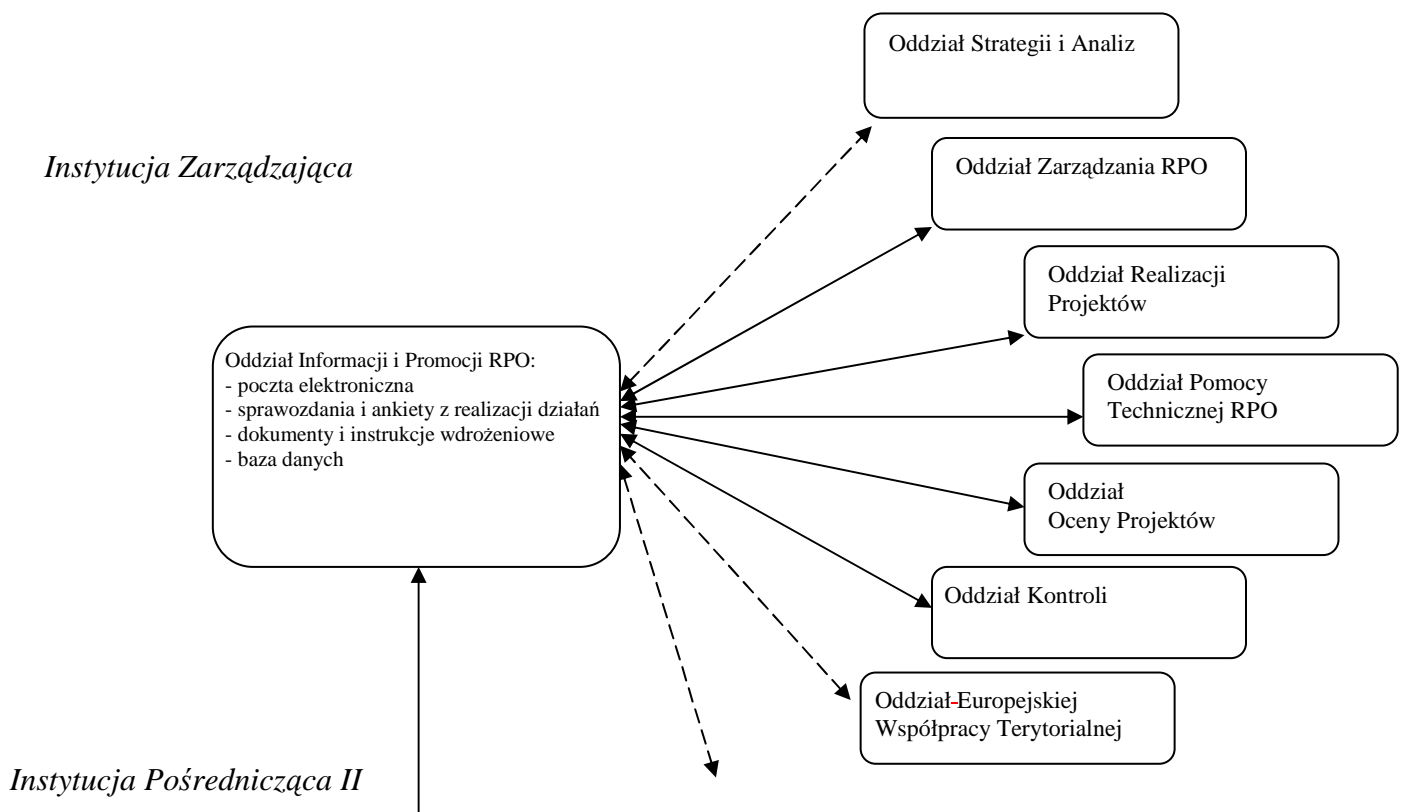 Oddział Strategii i Analiz
Instytucja Zarządzająca
Oddział Zarządzania RPO
Oddział Realizacji
Projektów
Oddział Informacji i Promocji RPO:
- poczta elektroniczna
- sprawozdania i ankiety z realizacji działań
- dokumenty i instrukcje wdrożeniowe
- baza danych
Oddział Pomocy
Technicznej RPO
Oddział
Oceny Projektów
Oddział Kontroli
Oddział-Europejskiej
Współpracy Terytorialnej
Instytucja Pośrednicząca II